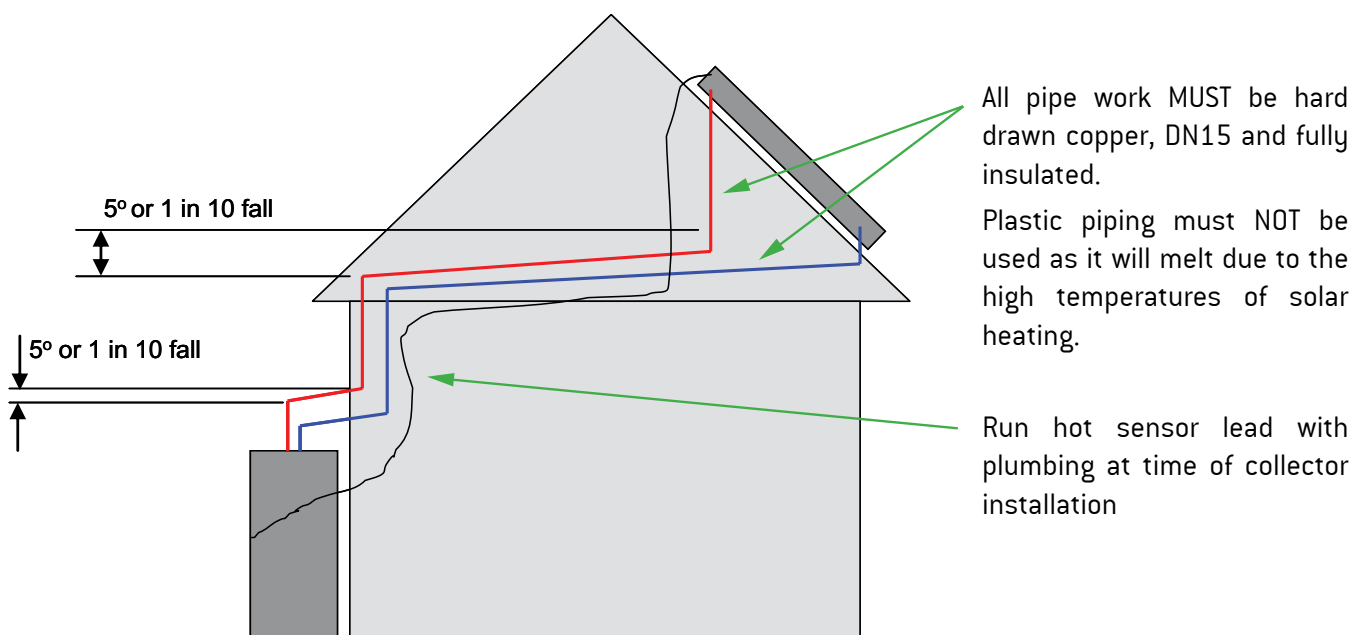 All pipe work MUST be hard
drawn copper, DN15 and fully
insulated.
Plastic piping must NOT be
used as it will melt due to the
high temperatures of solar
heating.
5º or 1 in 10 fall
5º or 1 in 10 fall
Run hot sensor lead with
plumbing at time of collector
installation